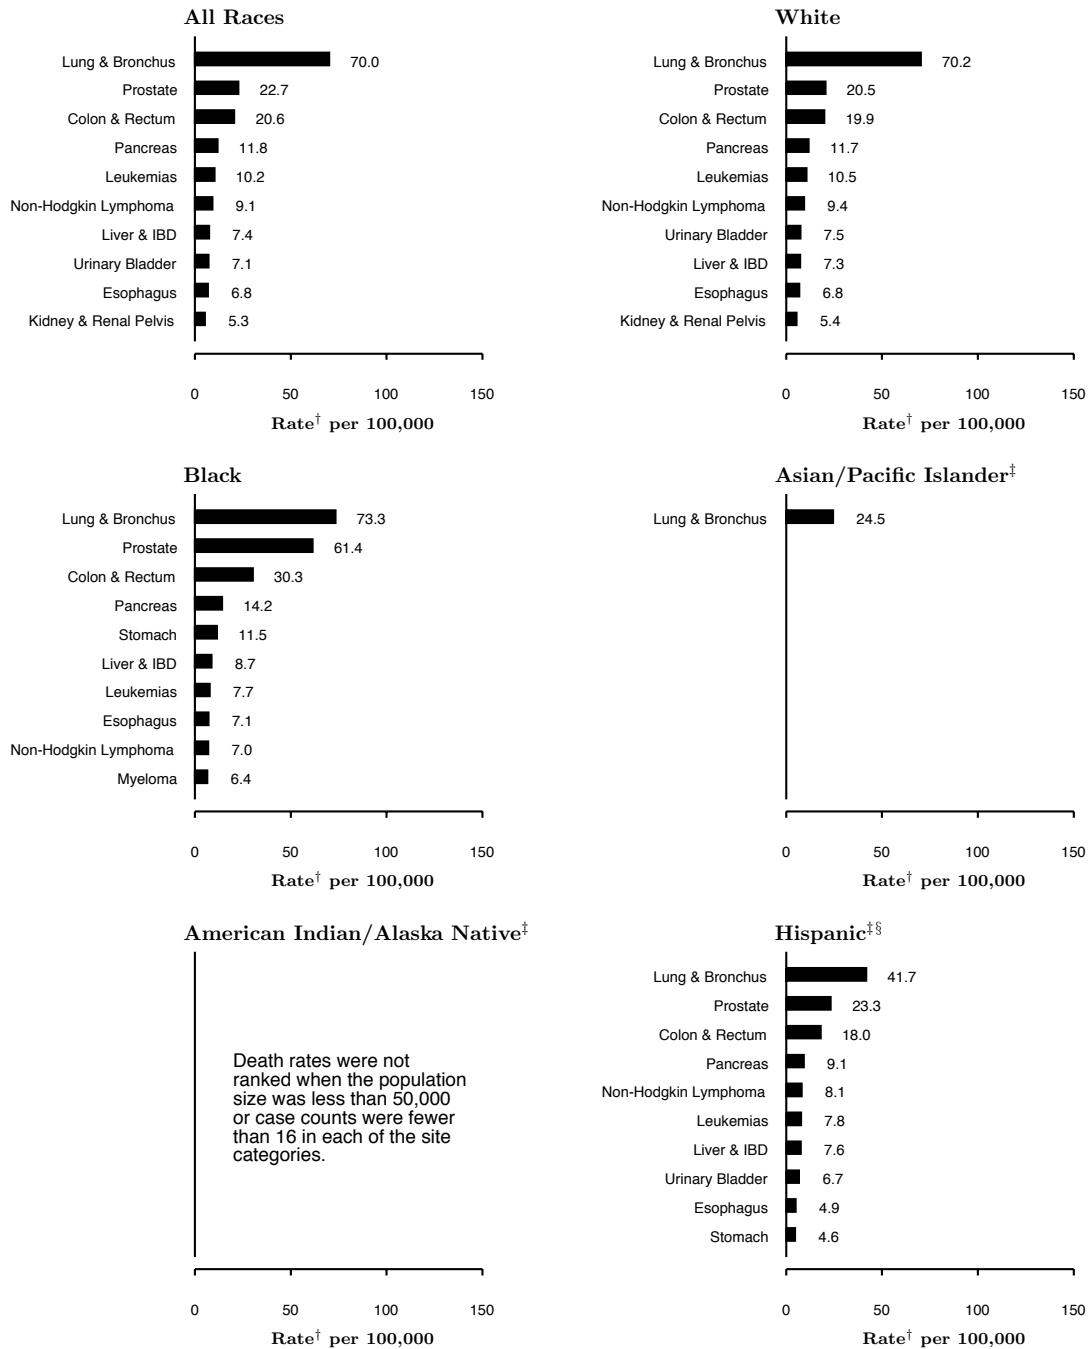 All Races
Lung & Bronchus 70.0
Prostate 22.7
Colon & Rectum 20.6
Pancreas 11.8
Leukemias 10.2
Non-Hodgkin Lymphoma 9.1
Liver & IBD 7.4
Urinary Bladder 7.1
Esophagus 6.8
Kidney & Renal Pelvis 5.3
0 50 100 150
Rate† per 100,000
White
Lung & Bronchus 70.2
Prostate 20.5
Colon & Rectum 19.9
Pancreas 11.7
Leukemias 10.5
Non-Hodgkin Lymphoma 9.4
Urinary Bladder 7.5
Liver & IBD 7.3
Esophagus 6.8
Kidney & Renal Pelvis 5.4
0 50 100 150
Rate† per 100,000
Black
Lung & Bronchus 73.3
Prostate 61.4
Colon & Rectum 30.3
Pancreas 14.2
Stomach 11.5
Liver & IBD 8.7
Leukemias 7.7
Esophagus 7.1
Non-Hodgkin Lymphoma 7.0
Myeloma 6.4
0 50 100 150
Rate† per 100,000
Asian/Pacific Islander‡
Lung & Bronchus 24.5
0 50 100 150
Rate† per 100,000
American Indian/Alaska Native‡
Death rates were not
ranked when the population
size was less than 50,000
or case counts were fewer
than 16 in each of the site
categories.
0 50 100 150
Rate† per 100,000
Hispanic‡§
Lung & Bronchus 41.7
Prostate 23.3
Colon & Rectum 18.0
Pancreas 9.1
Non-Hodgkin Lymphoma 8.1
Leukemias 7.8
Liver & IBD 7.6
Urinary Bladder 6.7
Esophagus 4.9
Stomach 4.6
0 50 100 150
Rate† per 100,000